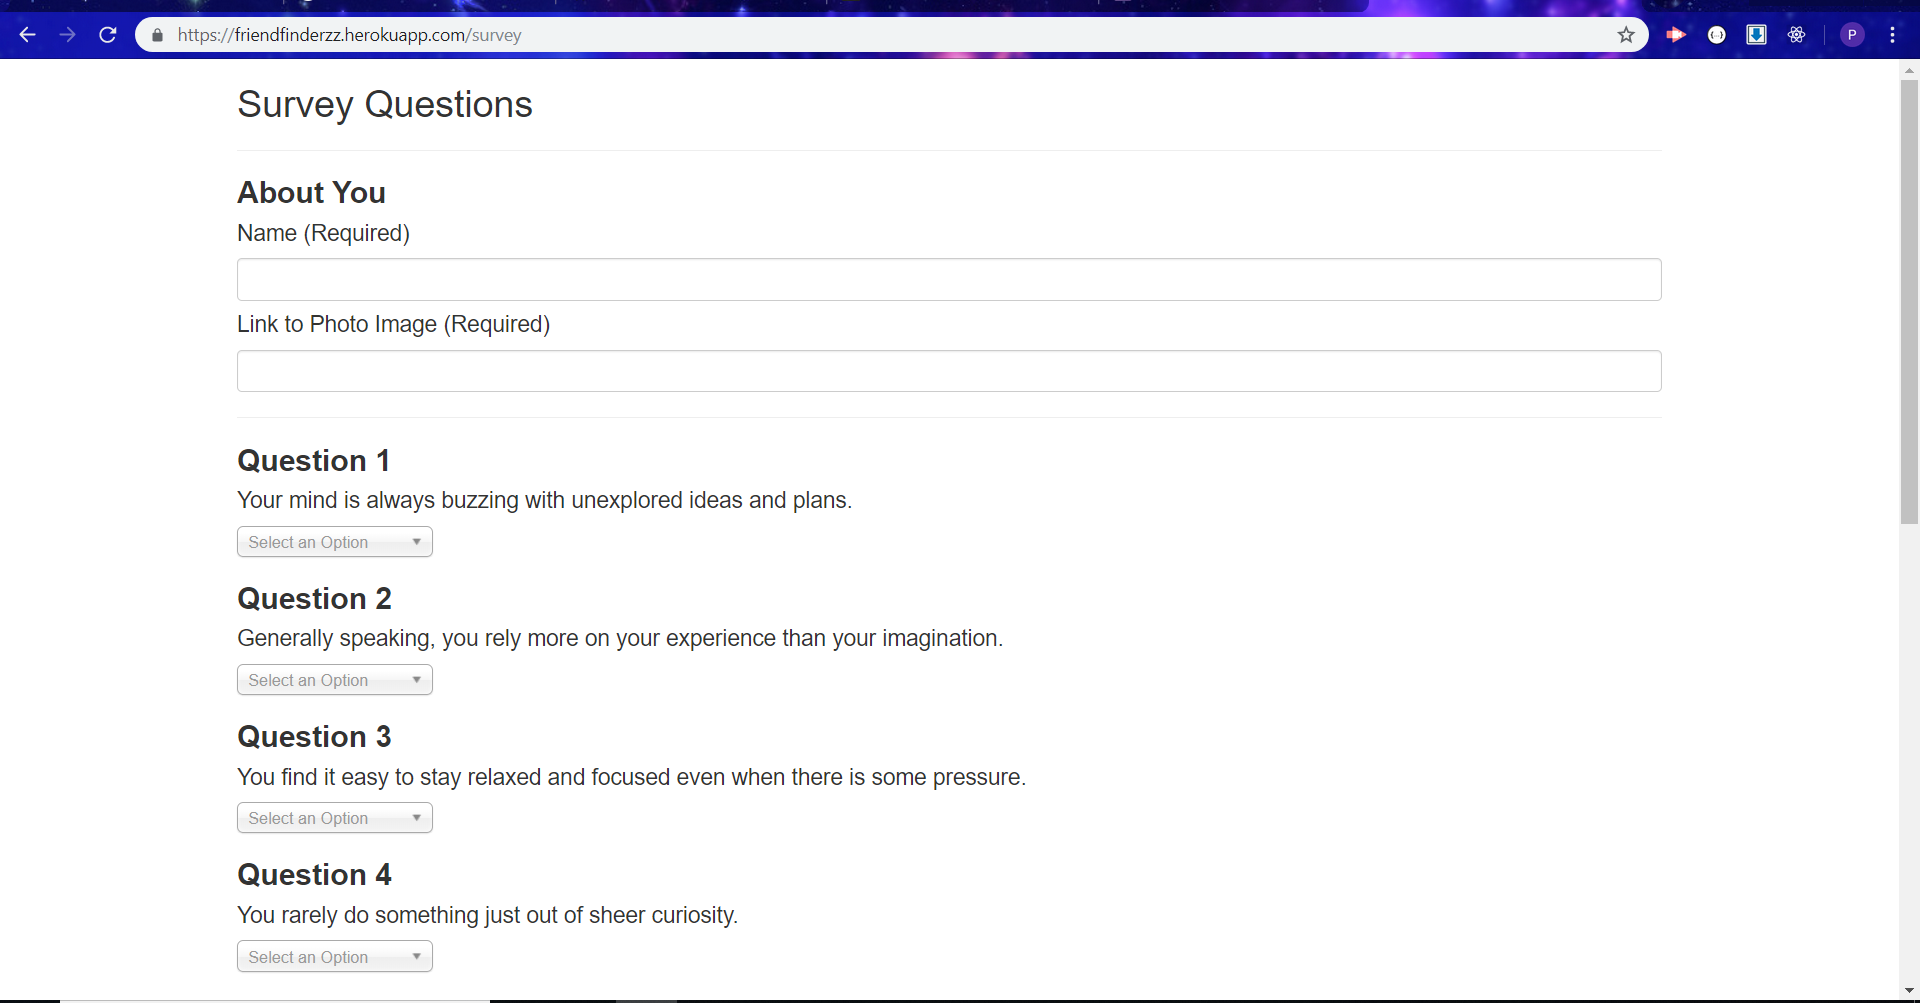 https://friendfinderzz.herokuapp.com/survey
P
Survey Questions
About You
Name (Required)
Link to Photo Image (Required)
Question 1
Your mind is always buzzing with unexplored ideas and plans.
Select an Option
Question 2
Generally speaking, you rely more on your experience than your imagination.
Select an Option
Question 3
You find it easy to stay relaxed and focused even when there is some pressure.
Select an Option
Question 4
You rarely do something just out of sheer curiosity.
Select an Option